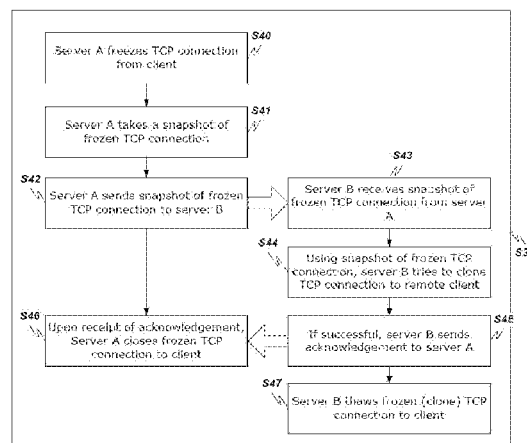 S40
Server A freezes TCP connection
from client
S41
Server A takes a snapshot of
frozen TCP connection
S42
Server A sends snapshot of frozen
TCP connection to server B
S43
Server B receives snapshot of
frozen TCP connection from server
A
S44
Using snapshot of frozen TCP
connection, server B tries to clone
TCP connection to remote client
S3
S46
Upon receipt of acknowledgement,
Server A closes frozen TCP
connection to client
S45
If successful, server B sends
acknowledgement to server A
S47
Server B thaws frozen (clone) TCP
connection to client